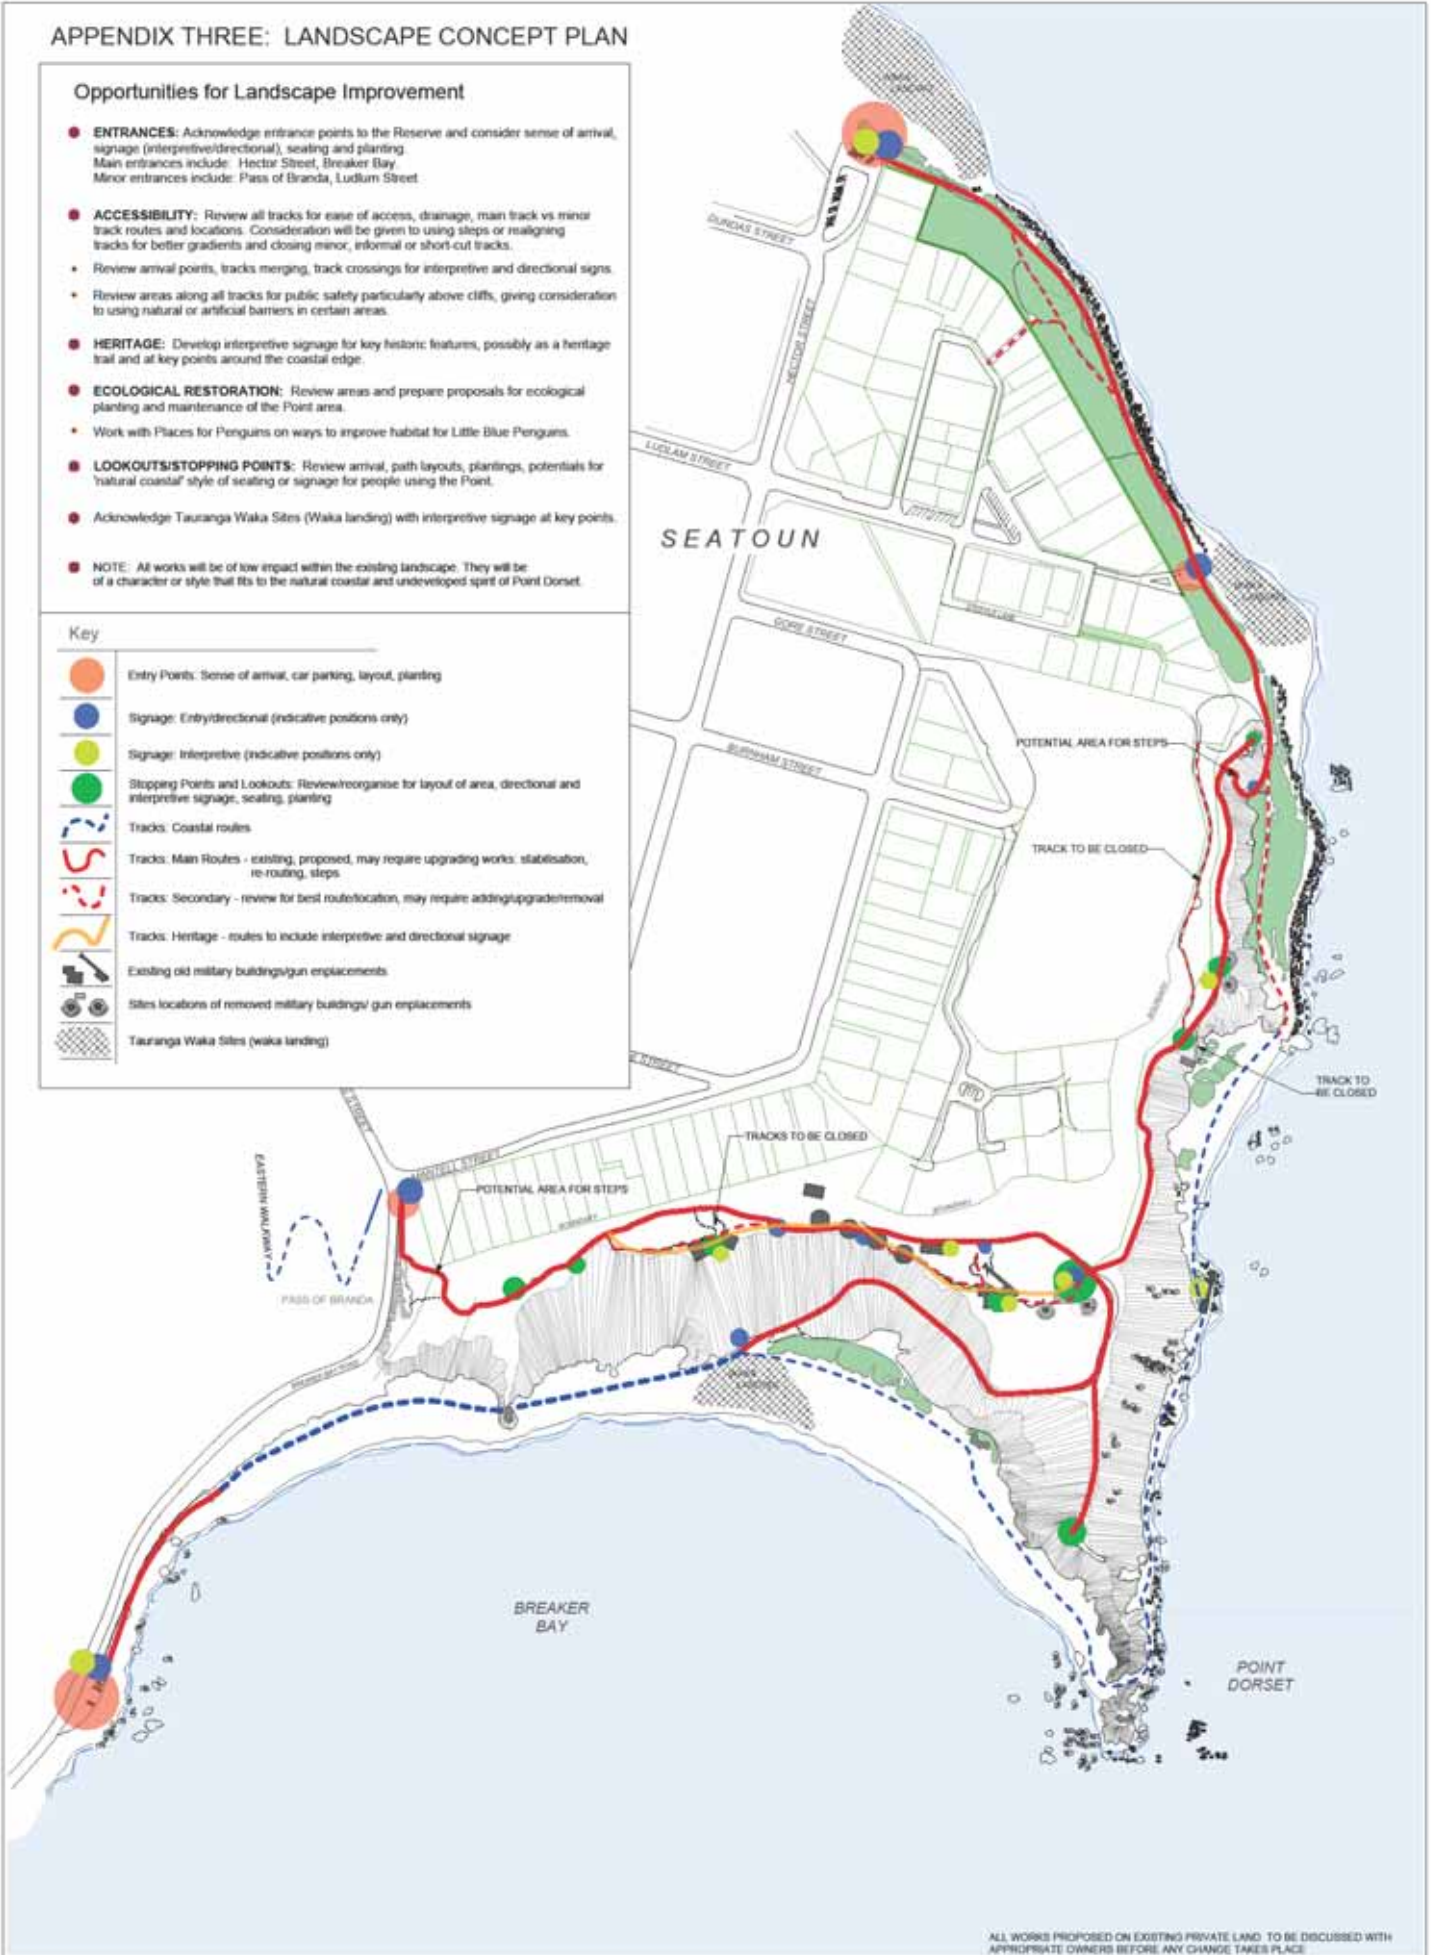 APPENDIX THREE: LANDSCAPE CONCEPT PLAN
Opportunities for Landscape Improvement
ENTRANCES: Acknowledge entrance points to the Reserve and consider sense of arrival,
signage (interpretive/directional), seating and planting.
Main entrances include: Hector Street, Breaker Bay.
Minor entrances include: Pass of Branda, Ludlum Street
ACCESSIBILITY: Review all tracks for ease of access, drainage, main track vs minor
track routes and locations. Consideration will be given to using steps or realigning
tracks for better gradients and closing minor, informal or short-cut tracks.
Review arrival points, tracks merging, track crossings for interpretive and directional signs.
Review areas along all tracks for public safety particularly above cliffs, giving consideration
to using natural or artificial barriers in certain areas.
HERITAGE: Develop interpretive signage for key historic features, possibly as a heritage
trail and at key points around the coastal edge.
ECOLOGICAL RESTORATION: Review areas and prepare proposals for ecological
planting and maintenance of the Point area.
Work with Places for Penguins on ways to improve habitat for Little Blue Penguins.
LOOKOUTS/STOPPING POINTS: Review arrival, path layouts, plantings, potentials for
'natural coastal' style of seating or signage for people using the Point.
Acknowledge Tauranga Waka Sites (Waka landing) with interpretive signage at key points.
NOTE: All works will be of low impact within the existing landscape. They will be
of a character or style that fits to the natural coastal and undeveloped spirit of Point Dorset.
Key
Entry Points: Sense of arrival, car parking, layout, planting
Signage: Entry/directional (indicative positions only)
Signage: Interpretive (indicative positions only)
Stopping Points and Lookouts: Review/reorganise for layout of area, directional and
interpretive signage, seating, planting
Tracks: Coastal routes
Tracks: Main Routes - existing, proposed, may require upgrading works: stabilisation,
re-routing, steps
Tracks: Secondary - review for best route/location, may require adding/upgrade/removal
Tracks: Heritage - routes to include interpretive and directional signage
Existing old military buildings/gun enplacements
Sites locations of removed military buildings/ gun enplacements
Tauranga Waka Sites (waka landing)
WAKA
LANDING
DUNDAS STREET
HECTOR STREET
LUDLAM STREET
SEATOUN
WAKA
LANDING
GORE STREET
BURNHAM STREET
POTENTIAL AREA FOR STEPS
TRACK TO BE CLOSED
BOUNDARY
STREET
TRACK TO
BE CLOSED
STREET
TRACKS TO BE CLOSED
MANTELL STREET
POTENTIAL AREA FOR STEPS
EASTERN WALKWAY
BOUNDARY
BOUNDARY
PASS OF BRANDA
BREAKER BAY ROAD
WAKA
LANDING
BREAKER
BAY
POINT
DORSET
ALL WORKS PROPOSED ON EXISTING PRIVATE LAND TO BE DISCUSSED WITH
APPROPRIATE OWNERS BEFORE ANY CHANGE TAKES PLACE